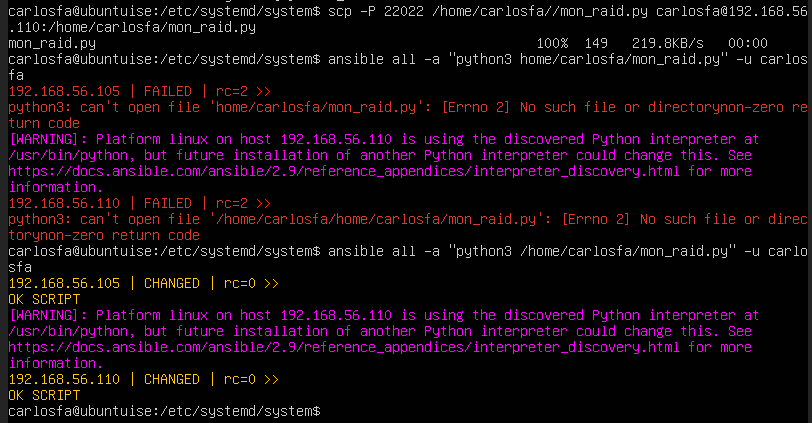 carlosfa@ubuntuise:/etc/systemd/system$ scp -P 22022 /home/carlosfa//mon_raid.py carlosfa@192.168.56
.110:/home/carlosfa/mon_raid.py
mon_raid.py 100% 149 219.8KB/s 00:00
carlosfa@ubuntuise:/etc/systemd/system$ ansible all -a "python3 home/carlosfa/mon_raid.py" -u carlos
fa
192.168.56.105 | FAILED | rc=2 >>
python3: can't open file 'home/carlosfa/mon_raid.py': [Errno 2] No such file or directorynon-zero re
turn code
[WARNING]: Platform linux on host 192.168.56.110 is using the discovered Python interpreter at
/usr/bin/python, but future installation of another Python interpreter could change this. See
https://docs.ansible.com/ansible/2.9/reference_appendices/interpreter_discovery.html for more
information.
192.168.56.110 | FAILED | rc=2 >>
python3: can't open file '/home/carlosfa/home/carlosfa/mon_raid.py': [Errno 2] No such file or direc
torynon-zero return code
carlosfa@ubuntuise:/etc/systemd/system$ ansible all -a "python3 /home/carlosfa/mon_raid.py" -u carlo
sfa
192.168.56.105 | CHANGED | rc=0 >>
OK SCRIPT
[WARNING]: Platform linux on host 192.168.56.110 is using the discovered Python interpreter at
/usr/bin/python, but future installation of another Python interpreter could change this. See
https://docs.ansible.com/ansible/2.9/reference_appendices/interpreter_discovery.html for more
information.
192.168.56.110 | CHANGED | rc=0 >>
OK SCRIPT
carlosfa@ubuntuise:/etc/systemd/system$